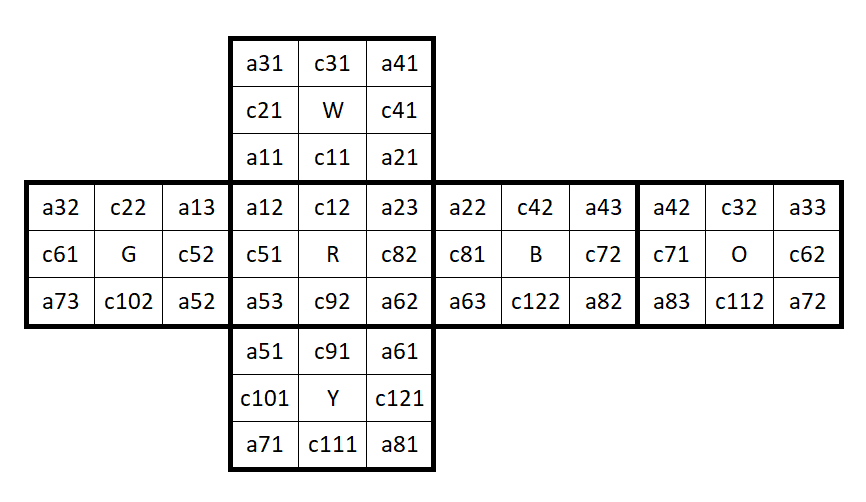 a31 c31 a41
c21 W c41
a11 c11 a21
a32 c22 a13 a12 c12 a23 a22 c42 a43 a42 c32 a33
c61 G c52 c51 R c82 c81 B c72 c71 O c62
a73 c102 a52 a53 c92 a62 a63 c122 a82 a83 c112 a72
a51 c91 a61
c101 Y c121
a71 c111 a81